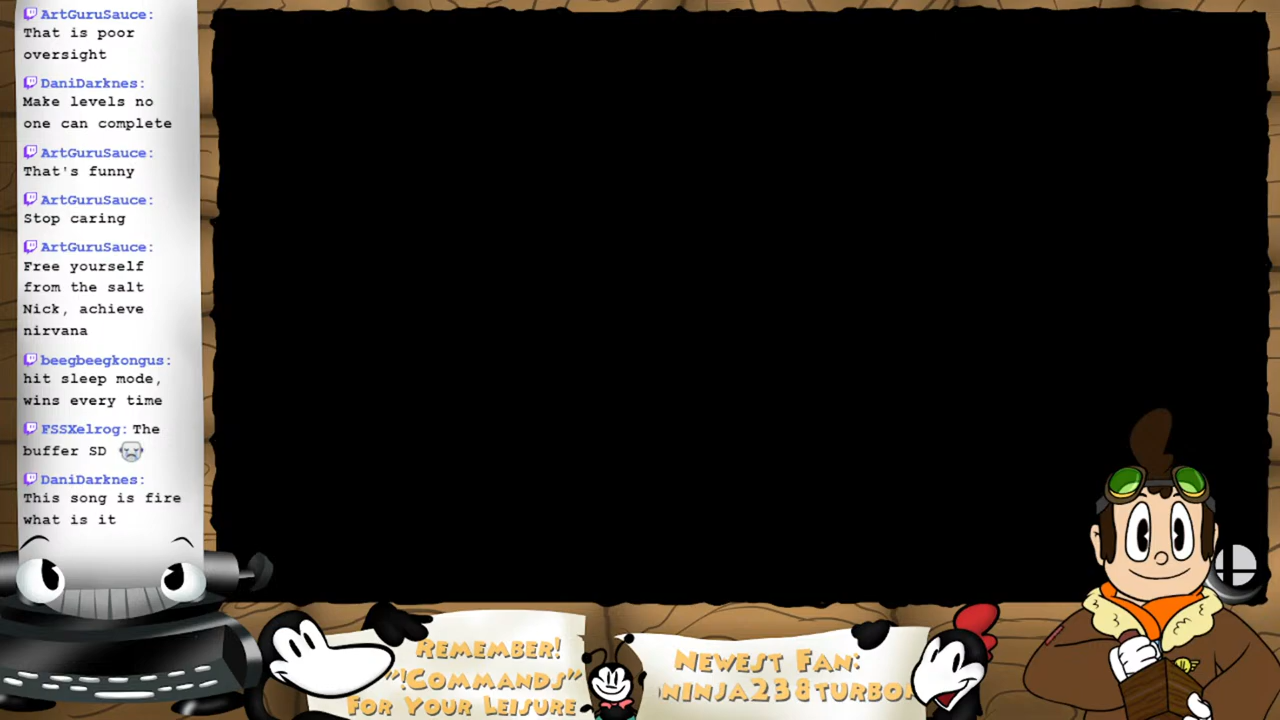 ArtGuruSauce:
That is poor
oversight
DaniDarknes:
Make levels no
one can complete
ArtGuruSauce:
That's funny
ArtGuruSauce:
Stop caring
ArtGuruSauce:
Free yourself
from the salt
Nick, achieve
nirvana
beegbeegkongus:
hit sleep mode,
wins every time
FSSXelrog: The
buffer SD
DaniDarknes:
This song is fire
what is it
Remember!
"!Commands"
For Your Leisure
Newest Fan:
ninja238turbo